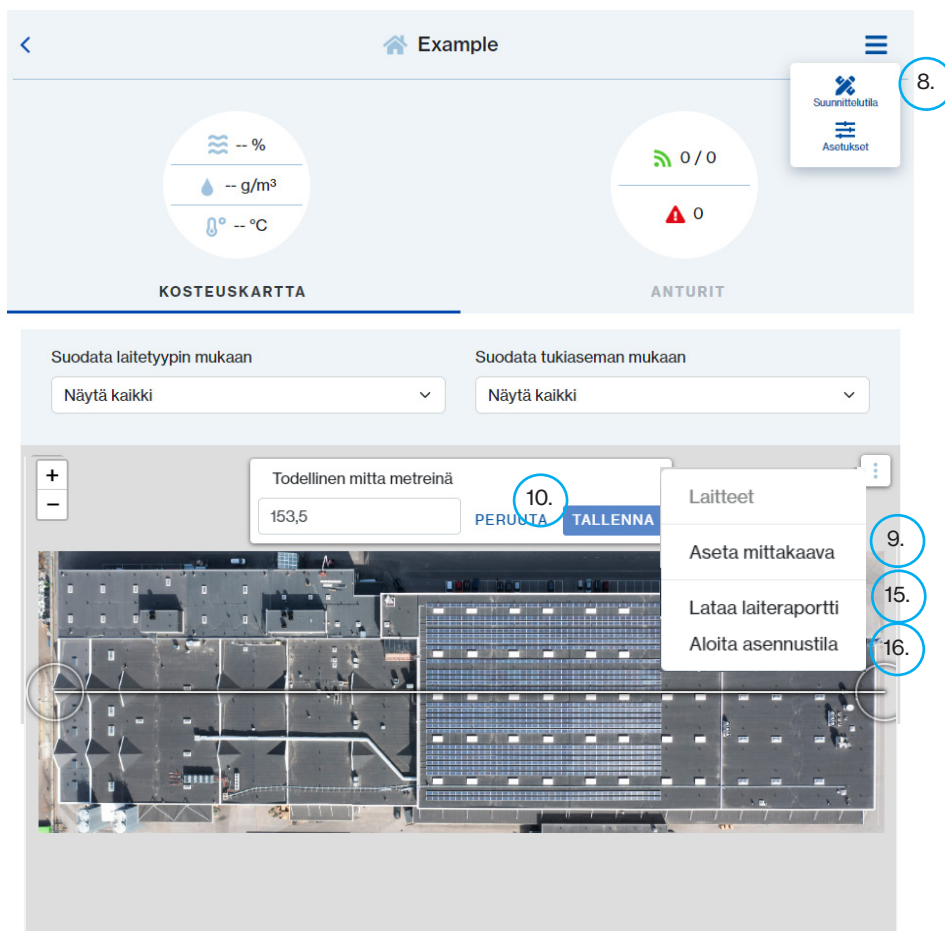 Example
8.
Suunnittelutila
Asetukset
-- %
-- g/m³
-- °C
0 / 0
0
KOSTEUSKARTTA
ANTURIT
Suodata laitetyypin mukaan
Suodata tukiaseman mukaan
Näytä kaikki
Näytä kaikki
+
−
Todellinen mitta metreinä
153,5
10.
PERUUTA
TALLENNA
Laitteet
Aseta mittakaava
9.
Lataa laiteraportti
15.
Aloita asennustila
16.